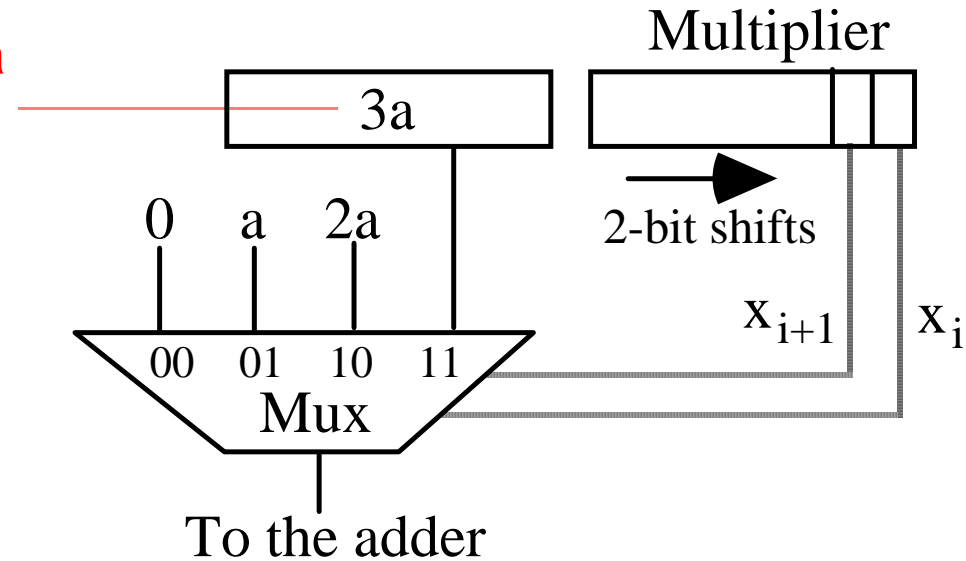 Multiplier
3a
0 a 2a
2-bit shifts
x i+1 x i
00 01 10 11
Mux
To the adder